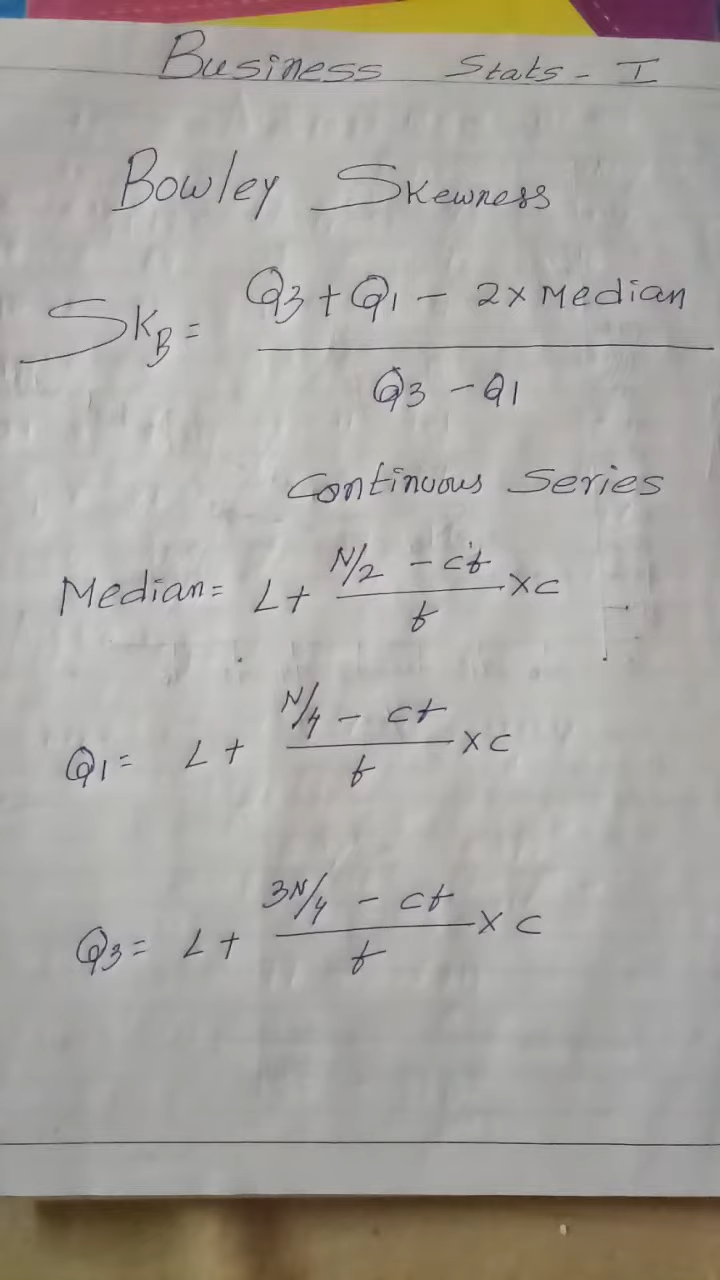 Business Stats - I
Bowley Skewness
SKB = Q3 + Q1 - 2 x Median / Q3 - Q1
Continuous Series
Median = L + N/2 - cf / f x C
Q1 = L + N/4 - cf / f x C
Q3 = L + 3N/4 - cf / f x C